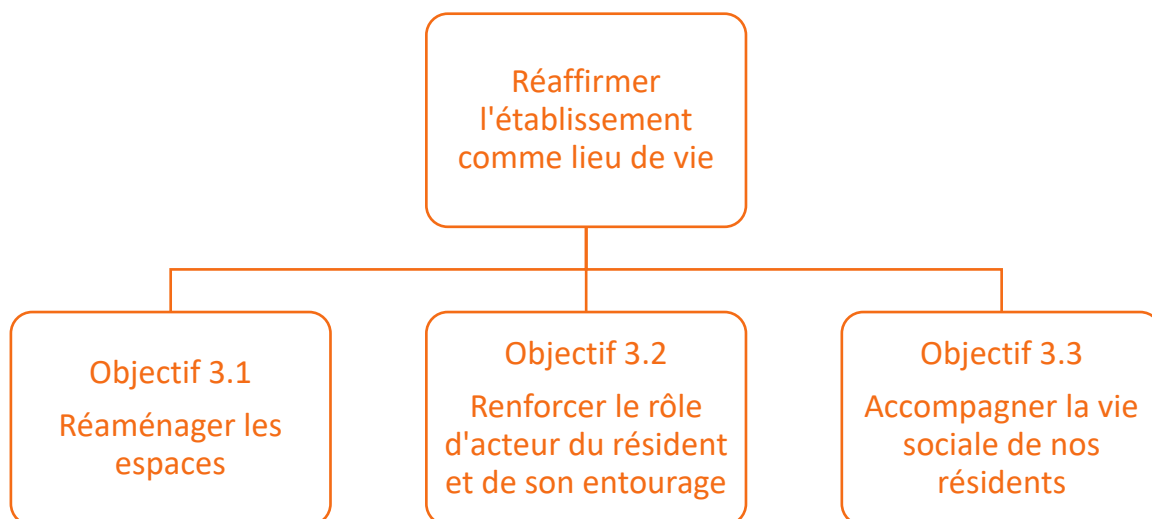 Réaffirmer
l'établissement
comme lieu de vie
Objectif 3.1
Réaménager les
espaces
Objectif 3.2
Renforcer le rôle
d'acteur du résident
et de son entourage
Objectif 3.3
Accompagner la vie
sociale de nos
résidents